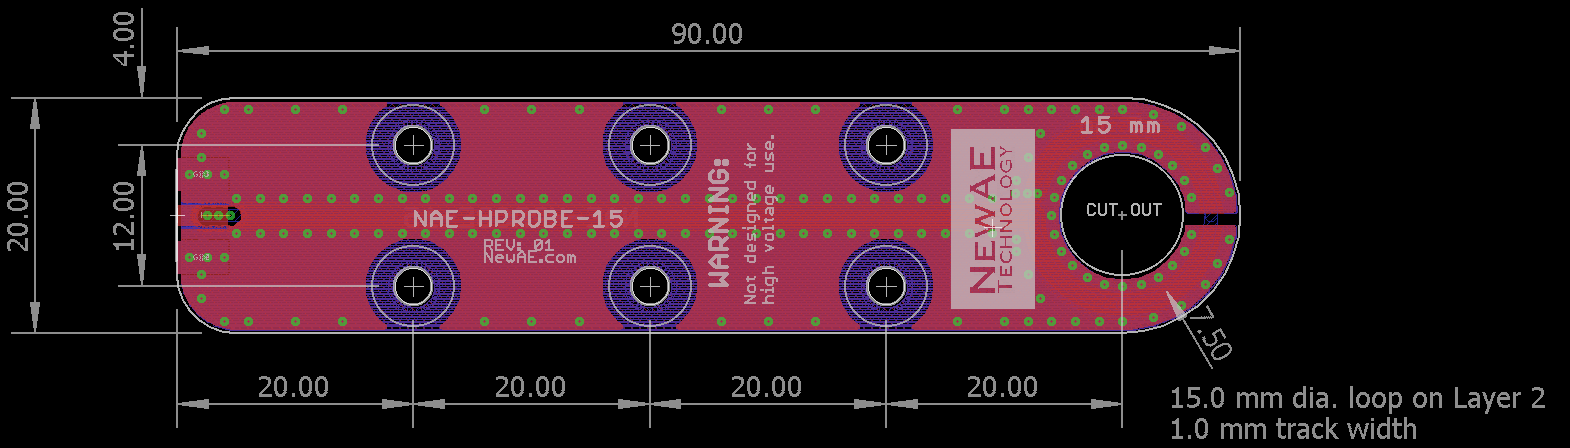 90.00
4.00
20.00
12.00
15 mm
CUT OUT
NAE-HPROBE-15
REV: 01
NewAE.com
WARNING:
Not designed for
high voltage use.
NEWAE
TECHNOLOGY
7.50
20.00
20.00
20.00
20.00
15.0 mm dia. loop on Layer 2
1.0 mm track width